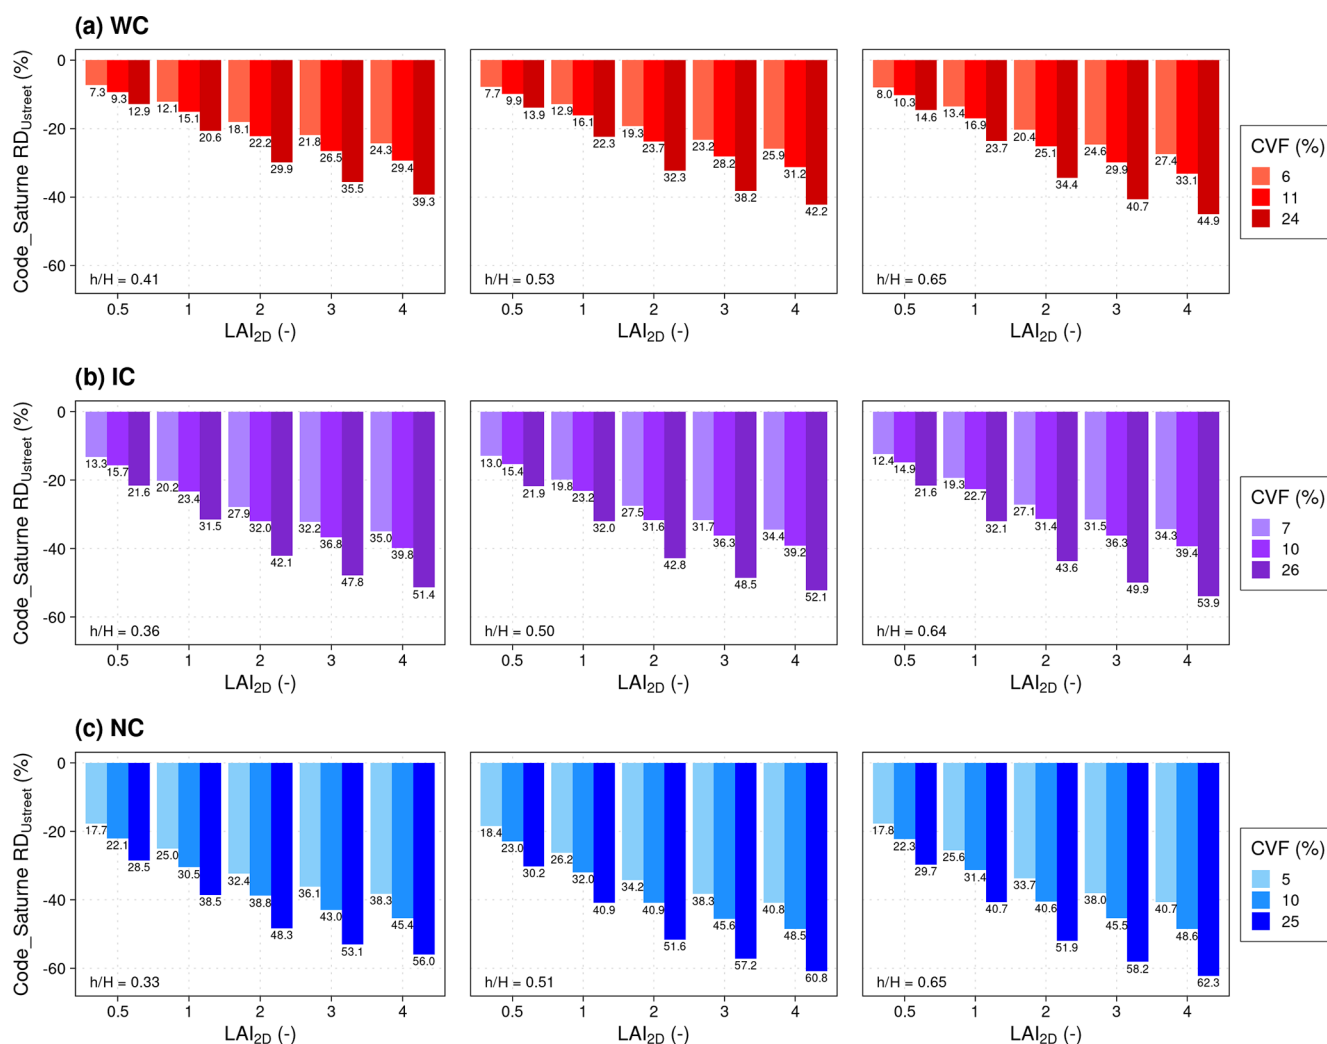 (a) WC
Code_Saturne RD_Ustreet (%)
0
-20
-40
-60
7.3 9.3 12.9 12.1 15.1 20.6 18.1 22.2 29.9 21.8 26.5 35.5 24.3 29.4 39.3
h/H = 0.41
0.5 1 2 3 4
LAI_2D (-)
7.7 9.9 13.9 12.9 16.1 22.3 19.3 23.7 32.3 23.2 28.2 38.2 25.9 31.2 42.2
h/H = 0.53
0.5 1 2 3 4
LAI_2D (-)
8.0 10.3 14.6 13.4 16.9 23.7 20.4 25.1 34.4 24.6 29.9 40.7 27.4 33.1 44.9
h/H = 0.65
0.5 1 2 3 4
LAI_2D (-)
CVF (%)
6
11
24
(b) IC
Code_Saturne RD_Ustreet (%)
0
-20
-40
-60
13.3 15.7 21.6 20.2 23.4 31.5 27.9 32.0 42.1 32.2 36.8 47.8 35.0 39.8 51.4
h/H = 0.36
0.5 1 2 3 4
LAI_2D (-)
13.0 15.4 21.9 19.8 23.2 32.0 27.5 31.6 42.8 31.7 36.3 48.5 34.4 39.2 52.1
h/H = 0.50
0.5 1 2 3 4
LAI_2D (-)
12.4 14.9 21.6 19.3 22.7 32.1 27.1 31.4 43.6 31.5 36.3 49.9 34.3 39.4 53.9
h/H = 0.64
0.5 1 2 3 4
LAI_2D (-)
CVF (%)
7
10
26
(c) NC
Code_Saturne RD_Ustreet (%)
0
-20
-40
-60
17.7 22.1 28.5 25.0 30.5 38.5 32.4 38.8 48.3 36.1 43.0 53.1 38.3 45.4 56.0
h/H = 0.33
0.5 1 2 3 4
LAI_2D (-)
18.4 23.0 30.2 26.2 32.0 40.9 34.2 40.9 51.6 38.3 45.6 57.2 40.8 48.5 60.8
h/H = 0.51
0.5 1 2 3 4
LAI_2D (-)
17.8 22.3 29.7 25.6 31.4 40.7 33.7 40.6 51.9 38.0 45.5 58.2 40.7 48.6 62.3
h/H = 0.65
0.5 1 2 3 4
LAI_2D (-)
CVF (%)
5
10
25